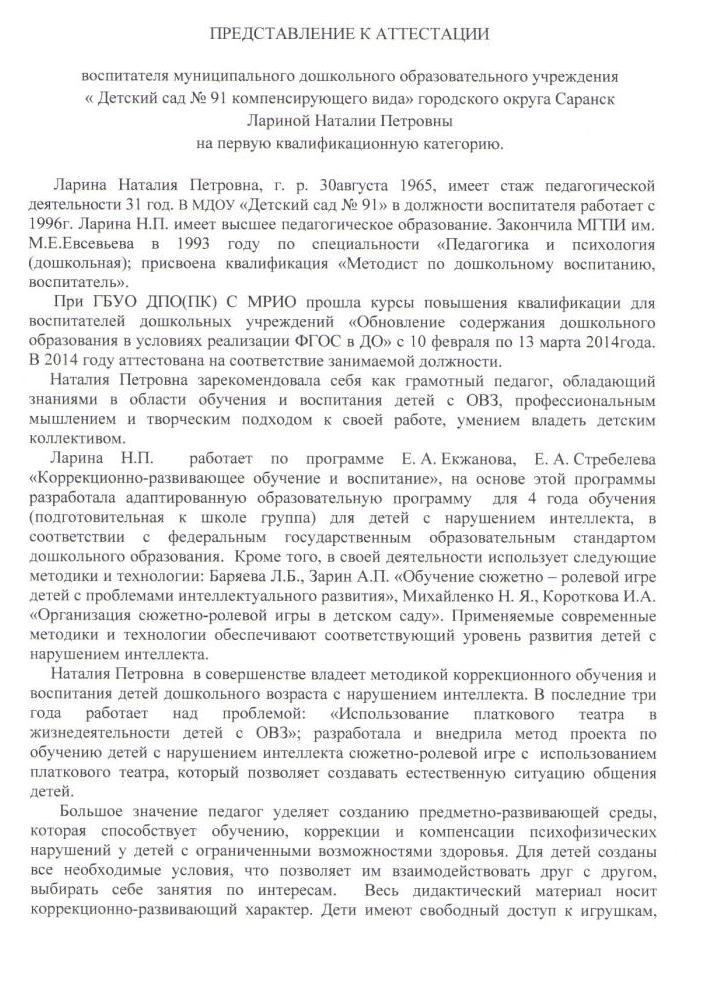 ПРЕДСТАВЛЕНИЕ К АТТЕСТАЦИИ
воспитателя муниципального дошкольного образовательного учреждения
« Детский сад № 91 компенсирующего вида» городского округа Саранск
Лариной Наталии Петровны
на первую квалификационную категорию.
Ларина Наталия Петровна, г. р. 30августа 1965, имеет стаж педагогической
деятельности 31 год. В МДОУ «Детский сад № 91» в должности воспитателя работает с
1996г. Ларина Н.П. имеет высшее педагогическое образование. Закончила МГПИ им.
М.Е.Евсевьева в 1993 году по специальности «Педагогика и психология
(дошкольная); присвоена квалификация «Методист по дошкольному воспитанию,
воспитатель».
При ГБУО ДПО(ПК) С МРИО прошла курсы повышения квалификации для
воспитателей дошкольных учреждений «Обновление содержания дошкольного
образования в условиях реализации ФГОС в ДО» с 10 февраля по 13 марта 2014года.
В 2014 году аттестована на соответствие занимаемой должности.
Наталия Петровна зарекомендовала себя как грамотный педагог, обладающий
знаниями в области обучения и воспитания детей с ОВЗ, профессиональным
мышлением и творческим подходом к своей работе, умением владеть детским
коллективом.
Ларина Н.П. работает по программе Е. А. Екжанова, Е. А. Стребелева
«Коррекционно-развивающее обучение и воспитание», на основе этой программы
разработала адаптированную образовательную программу для 4 года обучения
(подготовительная к школе группа) для детей с нарушением интеллекта, в
соответствии с федеральным государственным образовательным стандартом
дошкольного образования. Кроме того, в своей деятельности использует следующие
методики и технологии: Баряева Л.Б., Зарин А.П. «Обучение сюжетно – ролевой игре
детей с проблемами интеллектуального развития», Михайленко Н. Я., Короткова И.А.
«Организация сюжетно-ролевой игры в детском саду». Применяемые современные
методики и технологии обеспечивают соответствующий уровень развития детей с
нарушением интеллекта.
Наталия Петровна в совершенстве владеет методикой коррекционного обучения и
воспитания детей дошкольного возраста с нарушением интеллекта. В последние три
года работает над проблемой: «Использование платкового театра в
жизнедеятельности детей с ОВЗ»; разработала и внедрила метод проекта по
обучению детей с нарушением интеллекта сюжетно-ролевой игре с использованием
платкового театра, который позволяет создавать естественную ситуацию общения
детей.
Большое значение педагог уделяет созданию предметно-развивающей среды,
которая способствует обучению, коррекции и компенсации психофизических
нарушений у детей с ограниченными возможностями здоровья. Для детей созданы
все необходимые условия, что позволяет им взаимодействовать друг с другом,
выбирать себе занятия по интересам. Весь дидактический материал носит
коррекционно-развивающий характер. Дети имеют свободный доступ к игрушкам,